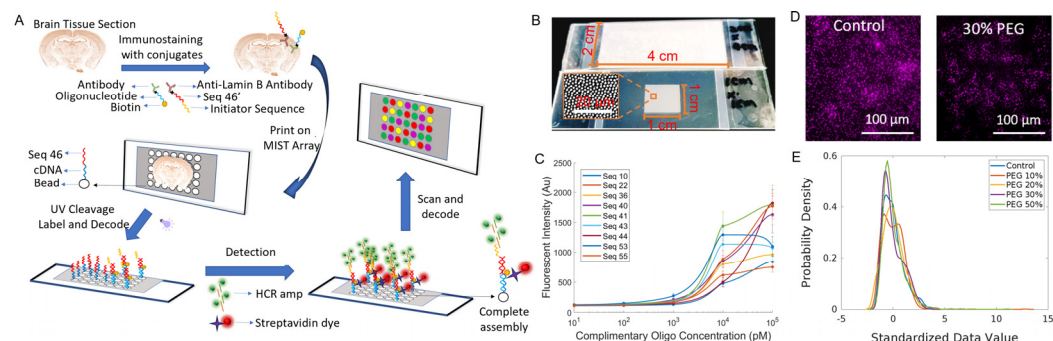 A
Brain Tissue Section
Immunostaining
with conjugates
Antibody
Oligonucleotide
Biotin
Anti-Lamin B Antibody
Seq 46'
Initiator Sequence
Print on
MIST Array
Seq 46
cDNA
Bead
UV Cleavage
Label and Decode
Scan and
decode
Detection
HCR amp
Streptavidin dye
Complete
assembly
B
2 cm
4 cm
20 μm
1 cm
1 cm
C
Fluorescent Intensity (Au)
2500
2000
1500
1000
500
0
Seq 10
Seq 22
Seq 36
Seq 40
Seq 41
Seq 43
Seq 44
Seq 53
Seq 55
10¹ 10² 10³ 10⁴ 10⁵
Complimentary Oligo Concentration (pM)
D
Control
100 μm
30% PEG
100 μm
E
Probability Density
0.6
0.4
0.2
0.0
Control
PEG 10%
PEG 20%
PEG 30%
PEG 50%
-5 0 5 10 15
Standardized Data Value